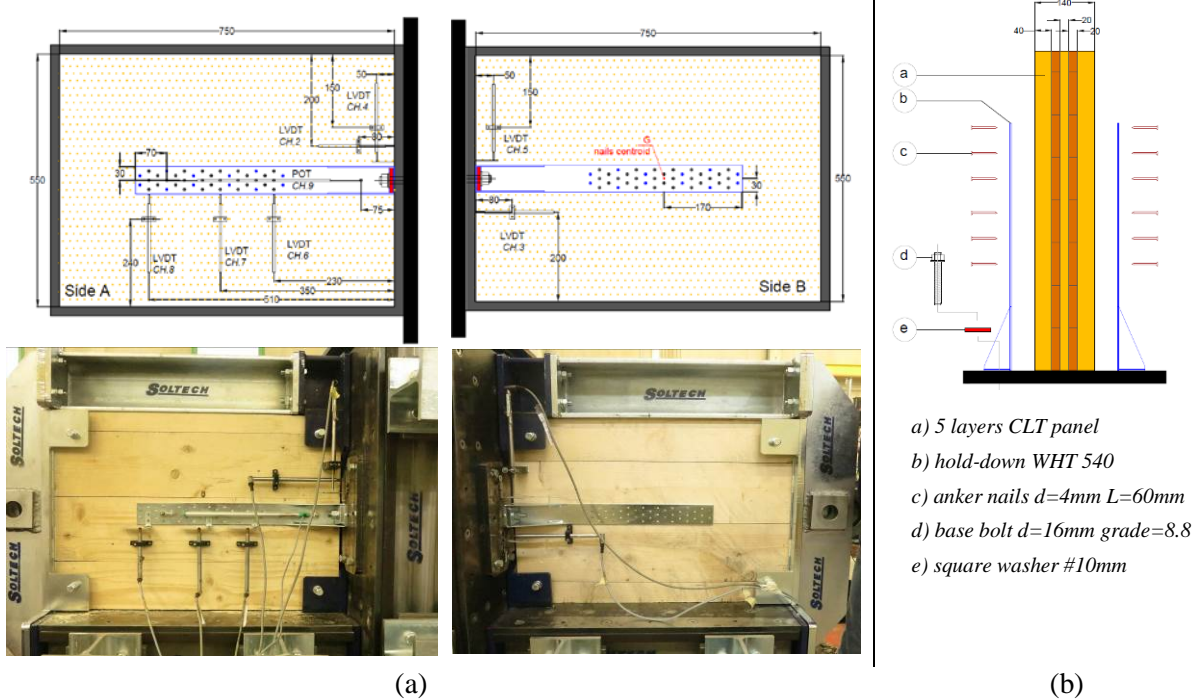 750
50
150
200
LVDT
CH.4
LVDT
CH.2
80
550
70
30
POT
CH.9
75
LVDT
CH.8
LVDT
CH.7
LVDT
CH.6
240
230
350
510
Side A
750
50
150
LVDT
CH.5
G
nails centroid
550
30
80
170
LVDT
CH.3
200
Side B
SOLTECH
SOLTECH
SOLTECH
SOLTECH
SOLTECH
SOLTECH
SOLTECH
(a)
140
20
40
20
a
b
c
d
e
a) 5 layers CLT panel
b) hold-down WHT 540
c) anker nails d=4mm L=60mm
d) base bolt d=16mm grade=8.8
e) square washer #10mm
(b)